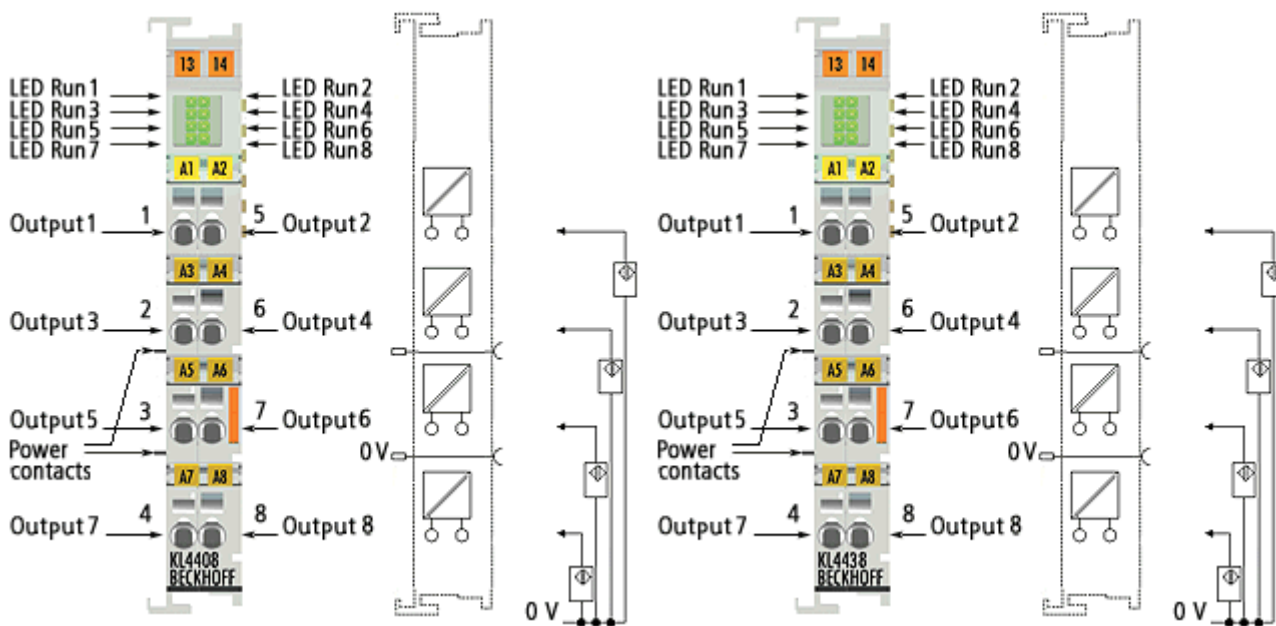 13 14
LED Run 1 LED Run 2
LED Run 3 LED Run 4
LED Run 5 LED Run 6
LED Run 7 LED Run 8
A1 A2
Output 1 1 5 Output 2
A3 A4
Output 3 2 6 Output 4
A5 A6
Output 5 3 7 Output 6
Power
contacts
0 V
A7 A8
Output 7 4 8 Output 8
KL4408
BECKHOFF
0 V
13 14
LED Run 1 LED Run 2
LED Run 3 LED Run 4
LED Run 5 LED Run 6
LED Run 7 LED Run 8
A1 A2
Output 1 1 5 Output 2
A3 A4
Output 3 2 6 Output 4
A5 A6
Output 5 3 7 Output 6
Power
contacts
0 V
A7 A8
Output 7 4 8 Output 8
KL4438
BECKHOFF
0 V